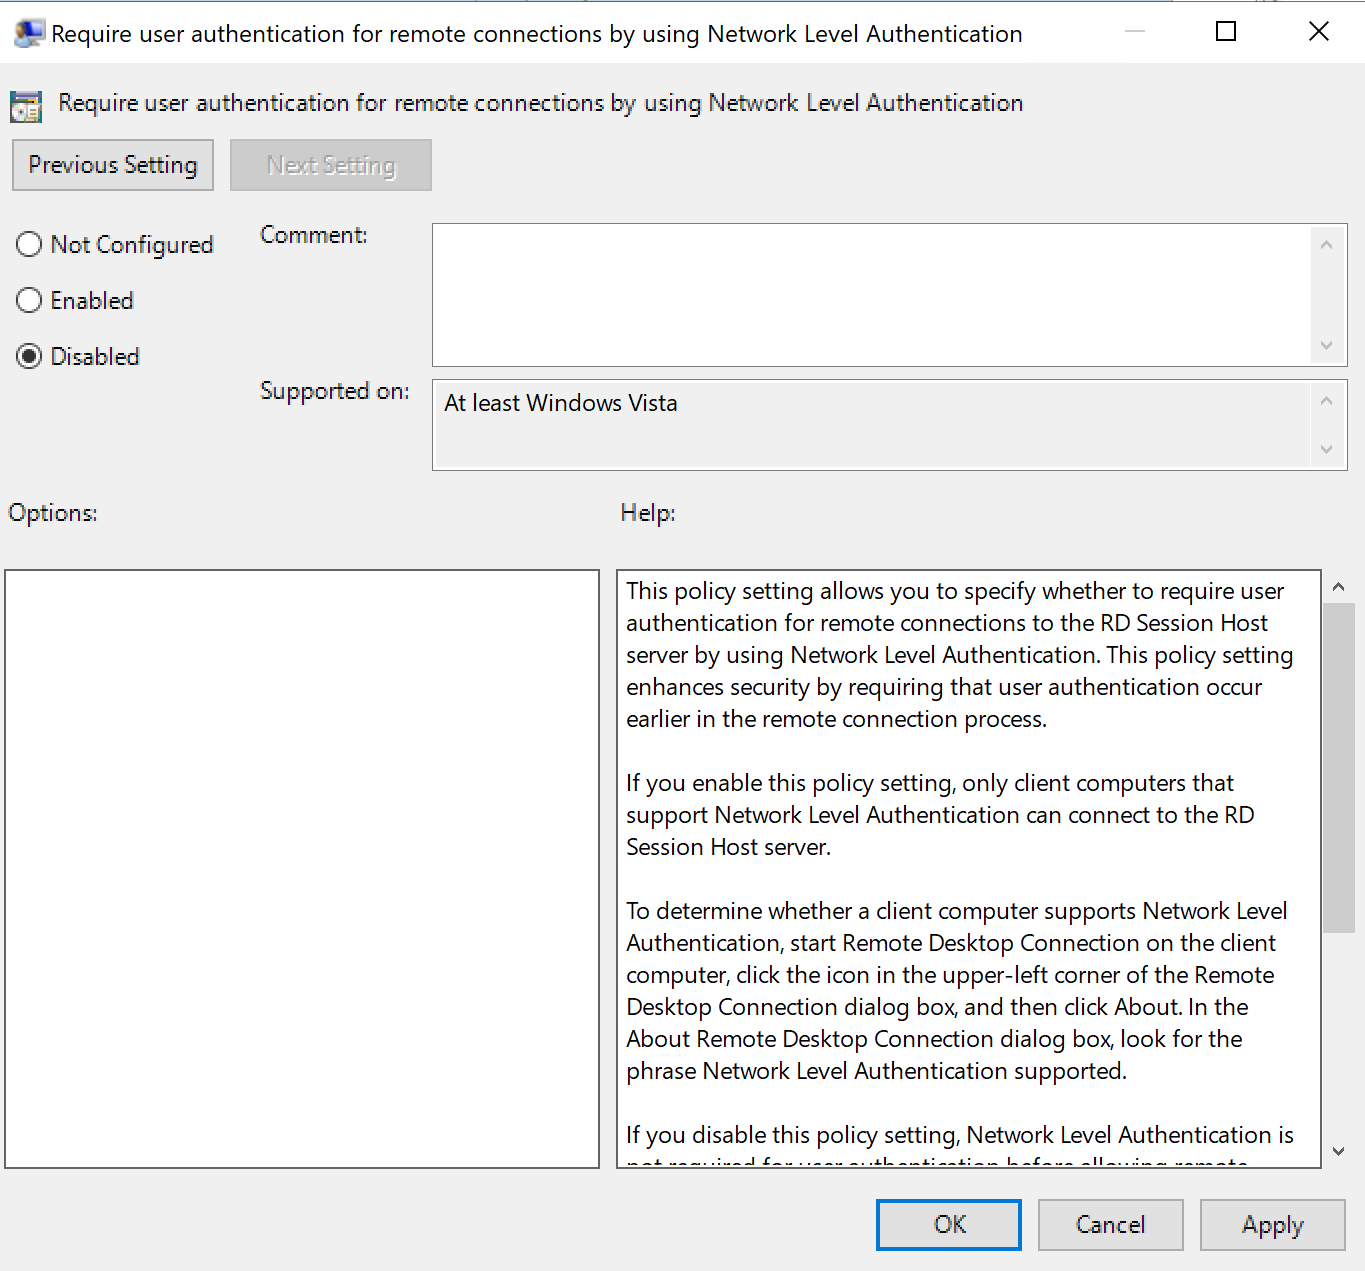 Require user authentication for remote connections by using Network Level Authentication
Require user authentication for remote connections by using Network Level Authentication
Previous Setting
Next Setting
Not Configured
Comment:
Enabled
Disabled
Supported on:
At least Windows Vista
Options:
Help:
This policy setting allows you to specify whether to require user
authentication for remote connections to the RD Session Host
server by using Network Level Authentication. This policy setting
enhances security by requiring that user authentication occur
earlier in the remote connection process.
If you enable this policy setting, only client computers that
support Network Level Authentication can connect to the RD
Session Host server.
To determine whether a client computer supports Network Level
Authentication, start Remote Desktop Connection on the client
computer, click the icon in the upper-left corner of the Remote
Desktop Connection dialog box, and then click About. In the
About Remote Desktop Connection dialog box, look for the
phrase Network Level Authentication supported.
If you disable this policy setting, Network Level Authentication is
not required for user authentication before allowing remote
OK
Cancel
Apply